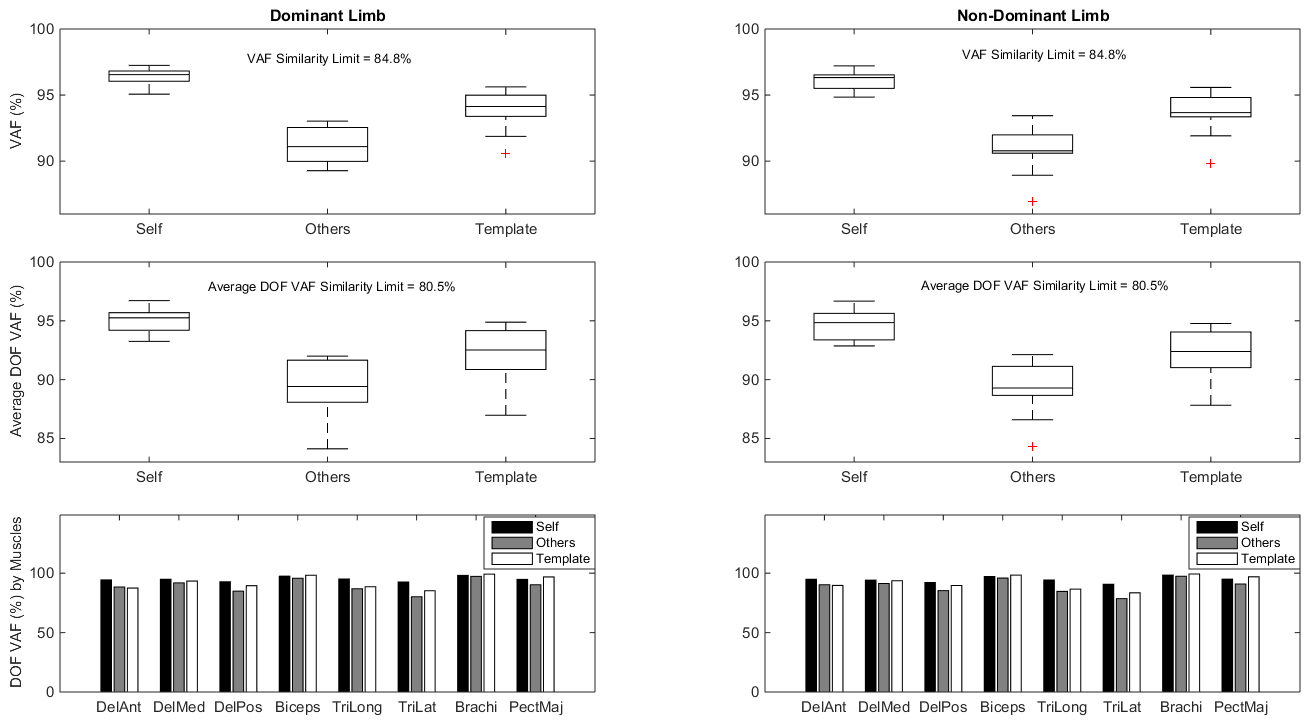 Dominant Limb
VAF (%)
100
95
90
VAF Similarity Limit = 84.8%
Self Others Template
Non-Dominant Limb
100
95
90
VAF Similarity Limit = 84.8%
Self Others Template
Average DOF VAF (%)
100
95
90
85
Average DOF VAF Similarity Limit = 80.5%
Self Others Template
100
95
90
85
Average DOF VAF Similarity Limit = 80.5%
Self Others Template
DOF VAF (%) by Muscles
100
50
0
Self
Others
Template
DelAnt DelMed DelPos Biceps TriLong TriLat Brachi PectMaj
100
50
0
Self
Others
Template
DelAnt DelMed DelPos Biceps TriLong TriLat Brachi PectMaj